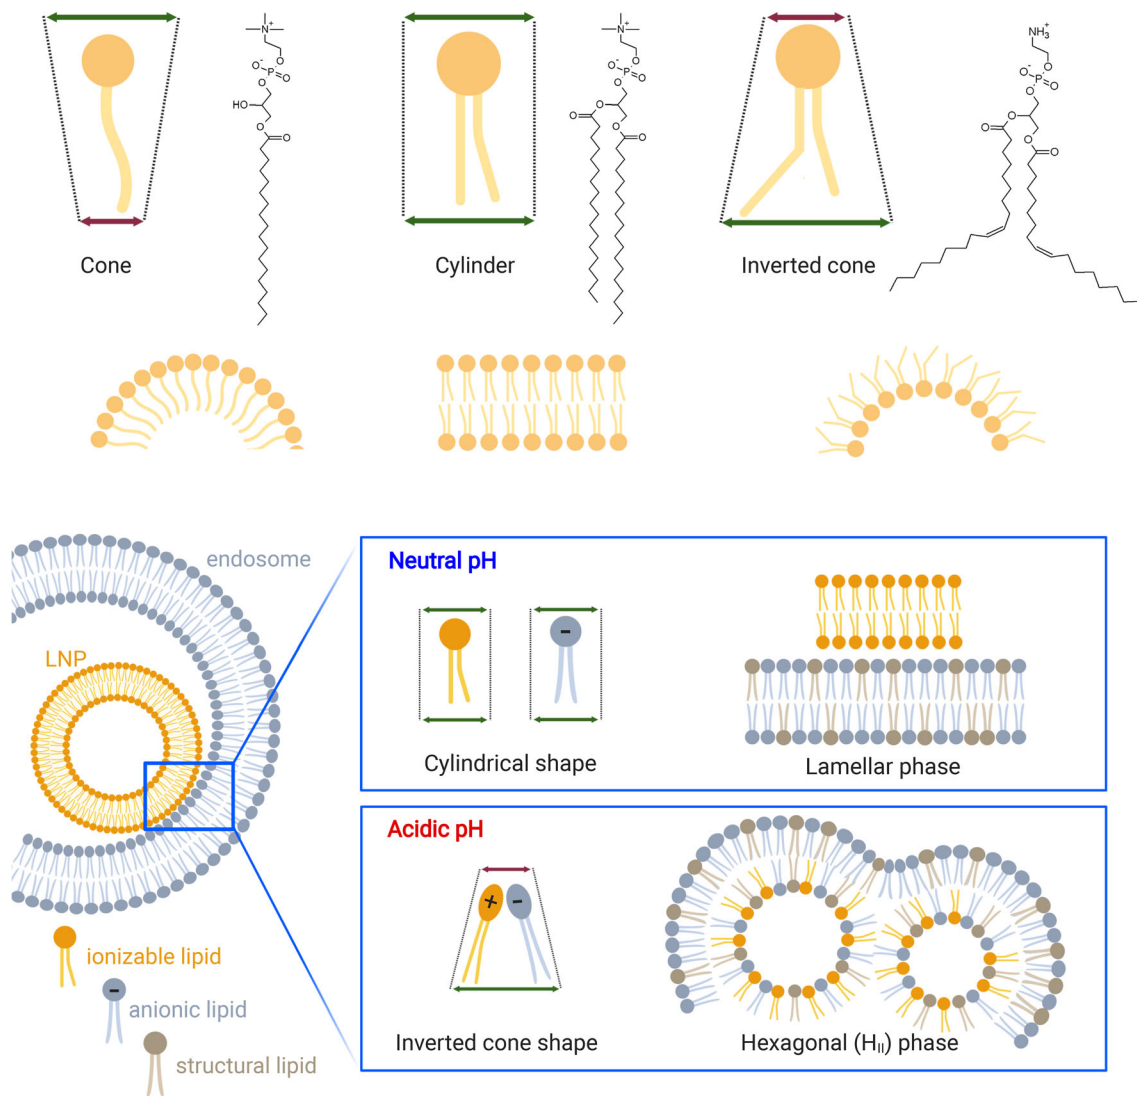 N+
O-
P
O
O
HO
O
O
N+
O-
P
O
O
O
O
O
O
NH3+
O-
P
O
O
O
O
O
O
Cone
Cylinder
Inverted cone
endosome
LNP
Neutral pH
-
Cylindrical shape
Lamellar phase
Acidic pH
+
-
Inverted cone shape
Hexagonal (HII) phase
ionizable lipid
-
anionic lipid
structural lipid